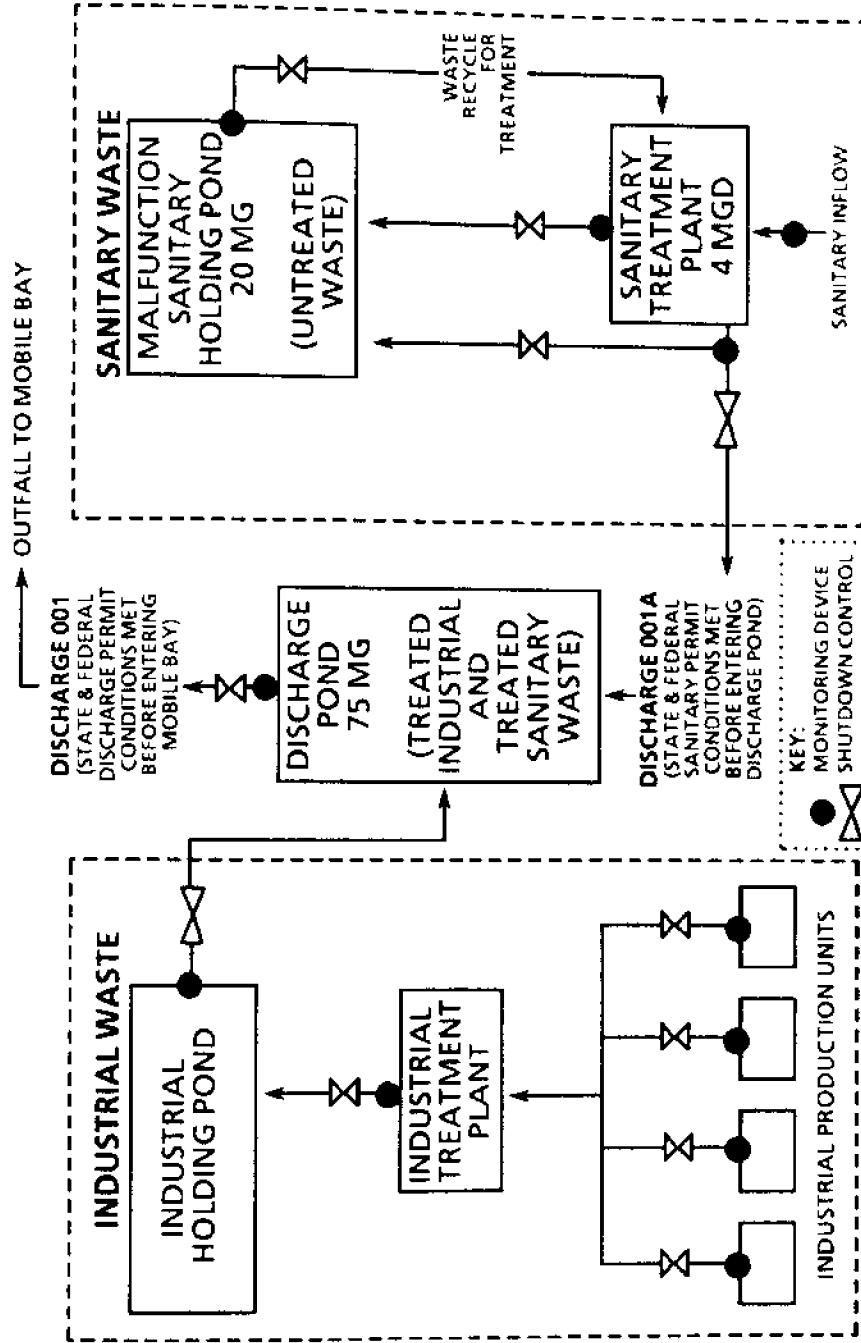 INDUSTRIAL WASTE
INDUSTRIAL
HOLDING POND
INDUSTRIAL
TREATMENT
PLANT
INDUSTRIAL PRODUCTION UNITS
OUTFALL TO MOBILE BAY
DISCHARGE 001
(STATE & FEDERAL
DISCHARGE PERMIT
CONDITIONS MET
BEFORE ENTERING
MOBILE BAY)
DISCHARGE
POND
75 MG
(TREATED
INDUSTRIAL
AND
TREATED
SANITARY
WASTE)
DISCHARGE 001A
(STATE & FEDERAL
SANITARY PERMIT
CONDITIONS MET
BEFORE ENTERING
DISCHARGE POND)
KEY:
MONITORING DEVICE
SHUTDOWN CONTROL
SANITARY WASTE
MALFUNCTION
SANITARY
HOLDING POND
20 MG
(UNTREATED
WASTE)
WASTE
RECYCLE
FOR
TREATMENT
SANITARY
TREATMENT
PLANT
4 MGD
SANITARY INFLOW